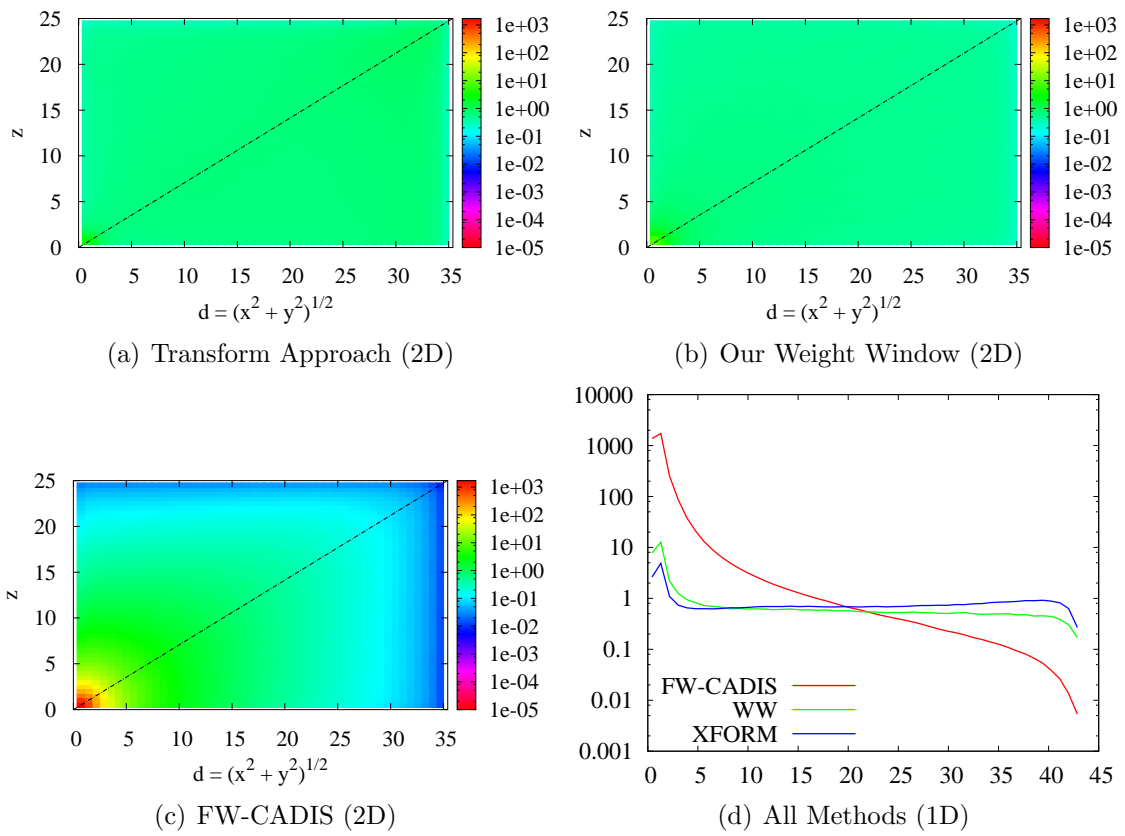 25
20
15
10
5
0
z
0 5 10 15 20 25 30 35
d = (x² + y²)^1/2
1e+03
1e+02
1e+01
1e+00
1e-01
1e-02
1e-03
1e-04
1e-05
(a) Transform Approach (2D)
25
20
15
10
5
0
z
0 5 10 15 20 25 30 35
d = (x² + y²)^1/2
1e+03
1e+02
1e+01
1e+00
1e-01
1e-02
1e-03
1e-04
1e-05
(b) Our Weight Window (2D)
25
20
15
10
5
0
z
0 5 10 15 20 25 30 35
d = (x² + y²)^1/2
1e+03
1e+02
1e+01
1e+00
1e-01
1e-02
1e-03
1e-04
1e-05
(c) FW-CADIS (2D)
10000
1000
100
10
1
0.1
0.01
0.001
FW-CADIS
WW
XFORM
0 5 10 15 20 25 30 35 40 45
(d) All Methods (1D)